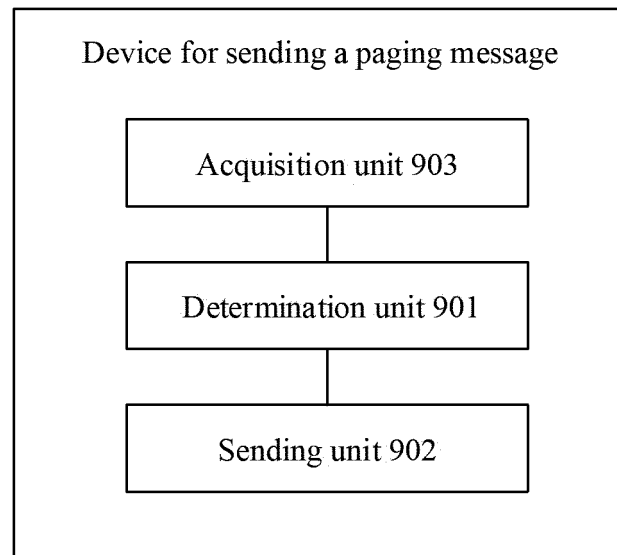 Device for sending a paging message
Acquisition unit 903
Determination unit 901
Sending unit 902